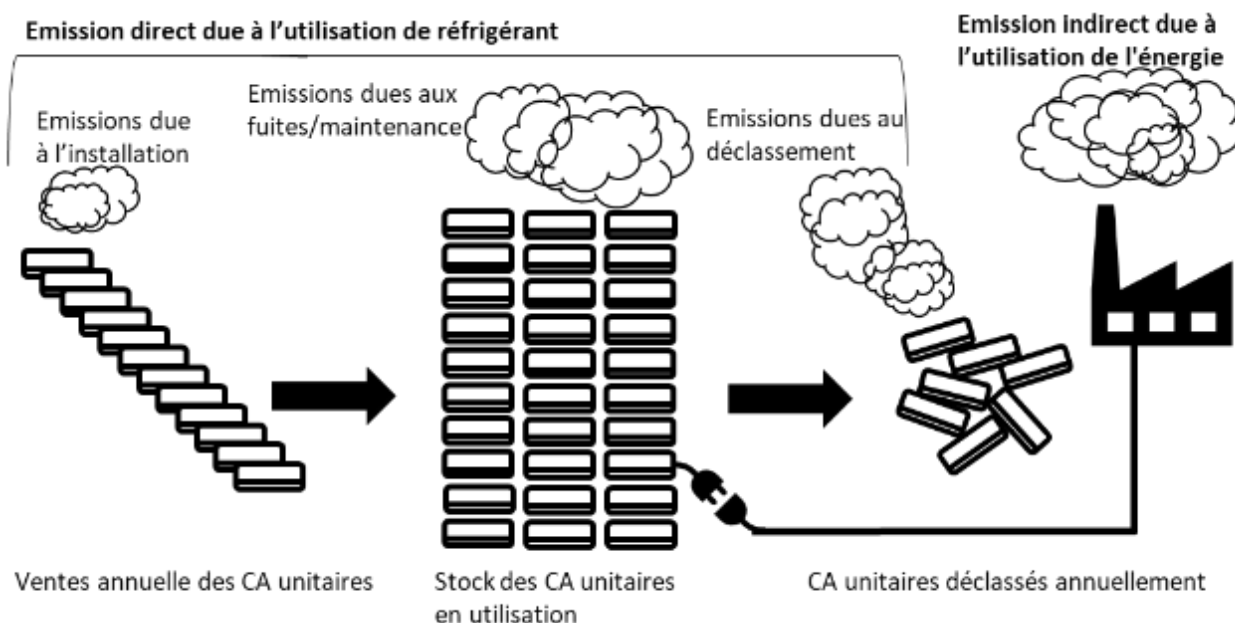 Emission direct due à l'utilisation de réfrigérant
Emission indirect due à
l'utilisation de l'énergie
Emissions due
à l'installation
Emissions dues aux
fuites/maintenance
Emissions dues au
déclassement
Ventes annuelle des CA unitaires
Stock des CA unitaires
en utilisation
CA unitaires déclassés annuellement